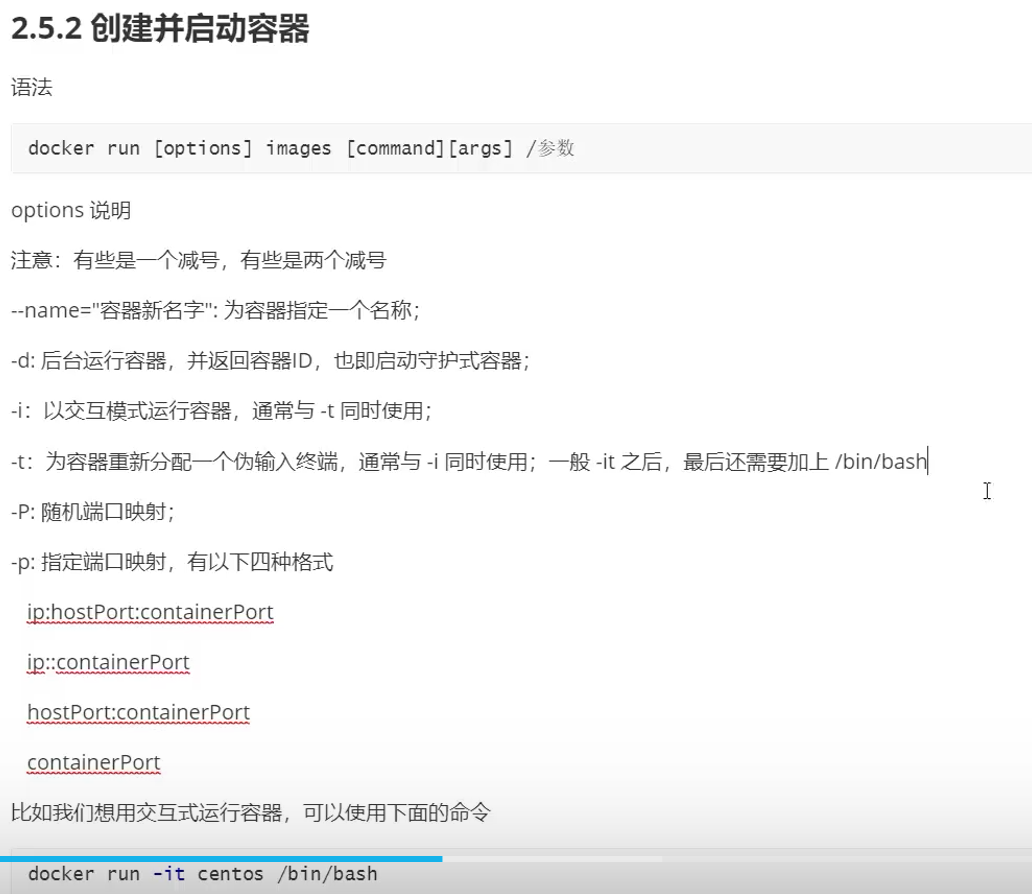 2.5.2 创建并启动容器
语法
docker run [options] images [command][args] /参数
options 说明
注意：有些是一个减号，有些是两个减号
--name="容器新名字": 为容器指定一个名称；
-d: 后台运行容器，并返回容器ID，也即启动守护式容器；
-i：以交互模式运行容器，通常与 -t 同时使用；
-t：为容器重新分配一个伪输入终端，通常与 -i 同时使用；一般 -it 之后，最后还需要加上 /bin/bash
-P: 随机端口映射；
-p: 指定端口映射，有以下四种格式
ip:hostPort:containerPort
ip::containerPort
hostPort:containerPort
containerPort
比如我们想用交互式运行容器，可以使用下面的命令
docker run -it centos /bin/bash